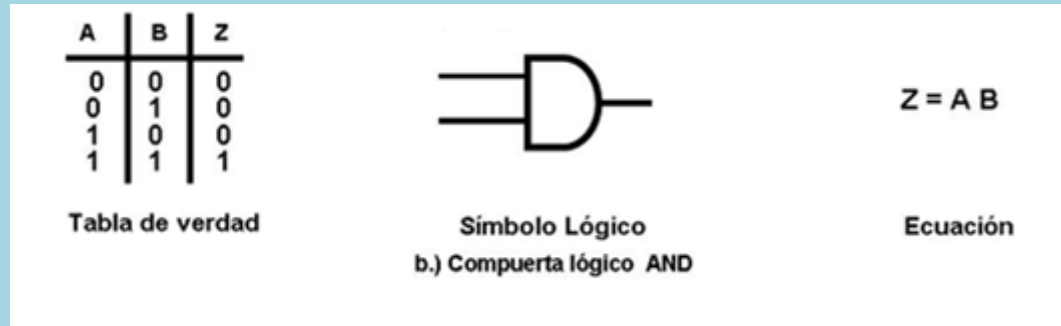 A B Z
0 0 0
0 1 0
1 0 0
1 1 1
Z = A B
Tabla de verdad
Símbolo Lógico
Ecuación
b.) Compuerta lógico AND